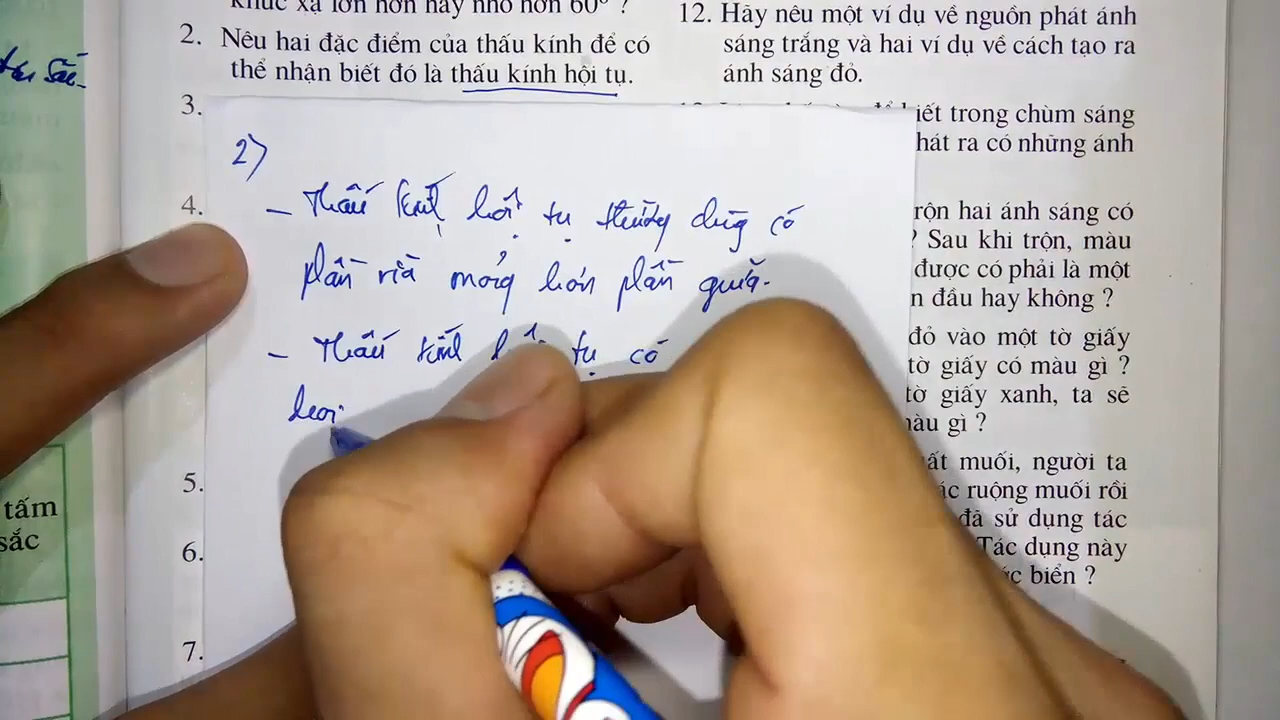 khúc xạ lớn hơn hay nhỏ hơn 60° ?
2. Nêu hai đặc điểm của thấu kính để có
thể nhận biết đó là thấu kính hội tụ.
3.
4.
5.
6.
7.
2)
- Thấu kính hội tụ thường dùng có
phần rìa mỏng hơn phần giữa.
- Thấu kính hội tụ có
12. Hãy nêu một ví dụ về nguồn phát ánh
sáng trắng và hai ví dụ về cách tạo ra
ánh sáng đỏ.
biết trong chùm sáng
phát ra có những ánh
trộn hai ánh sáng có
? Sau khi trộn, màu
được có phải là một
đầu hay không ?
đỏ vào một tờ giấy
tờ giấy có màu gì ?
tờ giấy xanh, ta sẽ
màu gì ?
muối, người ta
ruộng muối rồi
đã sử dụng tác
Tác dụng này
biển ?
tấm
sắc